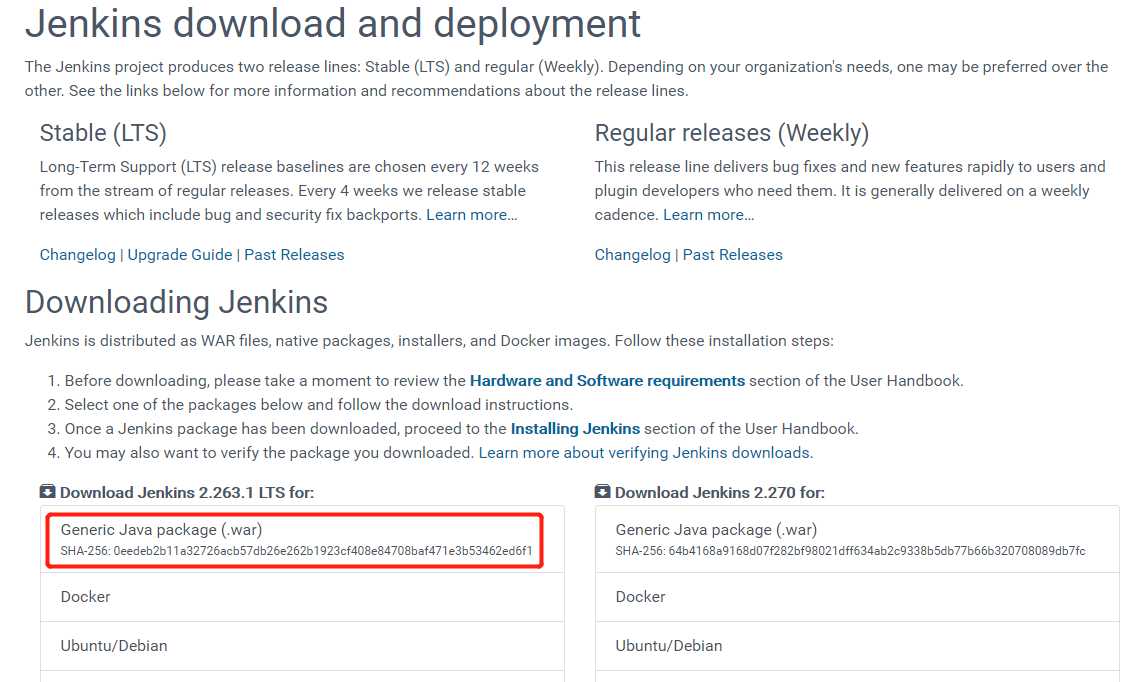 Jenkins download and deployment
The Jenkins project produces two release lines: Stable (LTS) and regular (Weekly). Depending on your organization's needs, one may be preferred over the
other. See the links below for more information and recommendations about the release lines.
Stable (LTS)
Long-Term Support (LTS) release baselines are chosen every 12 weeks
from the stream of regular releases. Every 4 weeks we release stable
releases which include bug and security fix backports. Learn more…
Changelog | Upgrade Guide | Past Releases
Regular releases (Weekly)
This release line delivers bug fixes and new features rapidly to users and
plugin developers who need them. It is generally delivered on a weekly
cadence. Learn more…
Changelog | Past Releases
Downloading Jenkins
Jenkins is distributed as WAR files, native packages, installers, and Docker images. Follow these installation steps:
1. Before downloading, please take a moment to review the Hardware and Software requirements section of the User Handbook.
2. Select one of the packages below and follow the download instructions.
3. Once a Jenkins package has been downloaded, proceed to the Installing Jenkins section of the User Handbook.
4. You may also want to verify the package you downloaded. Learn more about verifying Jenkins downloads.
Download Jenkins 2.263.1 LTS for:
Generic Java package (.war)
SHA-256: 0eedeb2b11a32726acb57db26e262b1923cf408e84708baf471e3b53462ed6f1
Docker
Ubuntu/Debian
Download Jenkins 2.270 for:
Generic Java package (.war)
SHA-256: 64b4168a9168d07f282bf98021dff634ab2c9338b5db77b66b320708089db7fc
Docker
Ubuntu/Debian